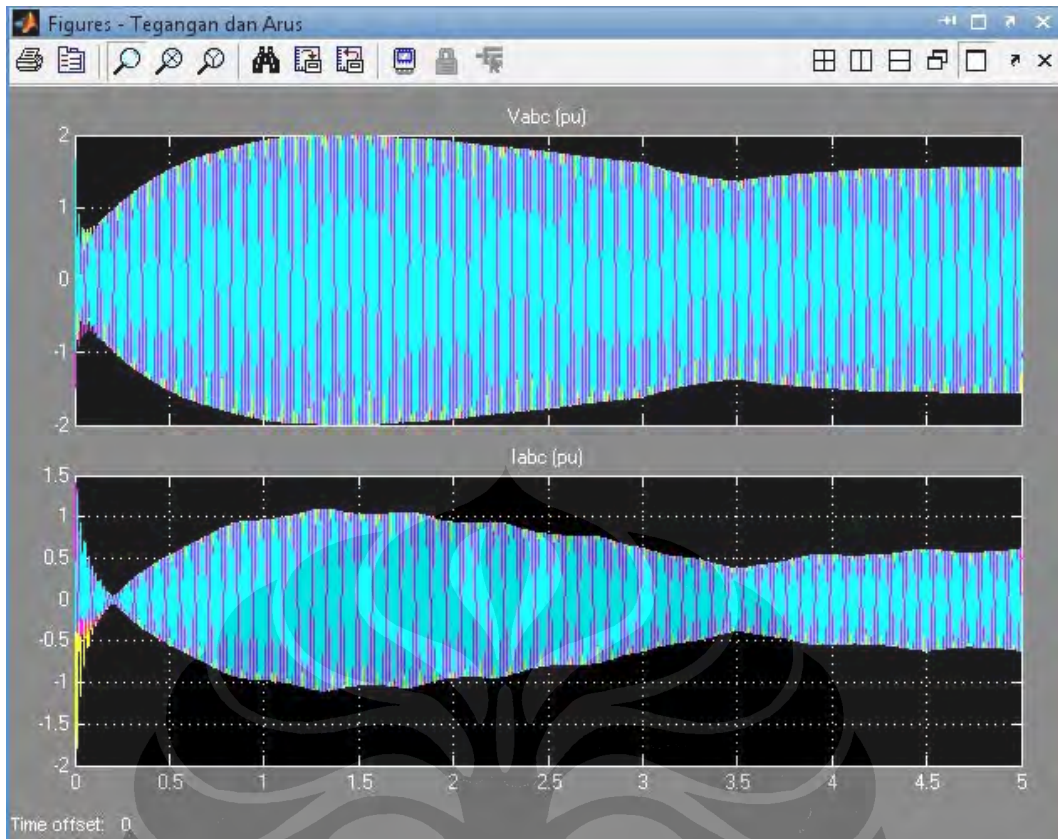 Figures - Tegangan dan Arus
Vabc (pu)
2
1
0
-1
-2
Iabc (pu)
1.5
1
0.5
0
-0.5
-1
-1.5
-2
0 0.5 1 1.5 2 2.5 3 3.5 4 4.5 5
Time offset: 0